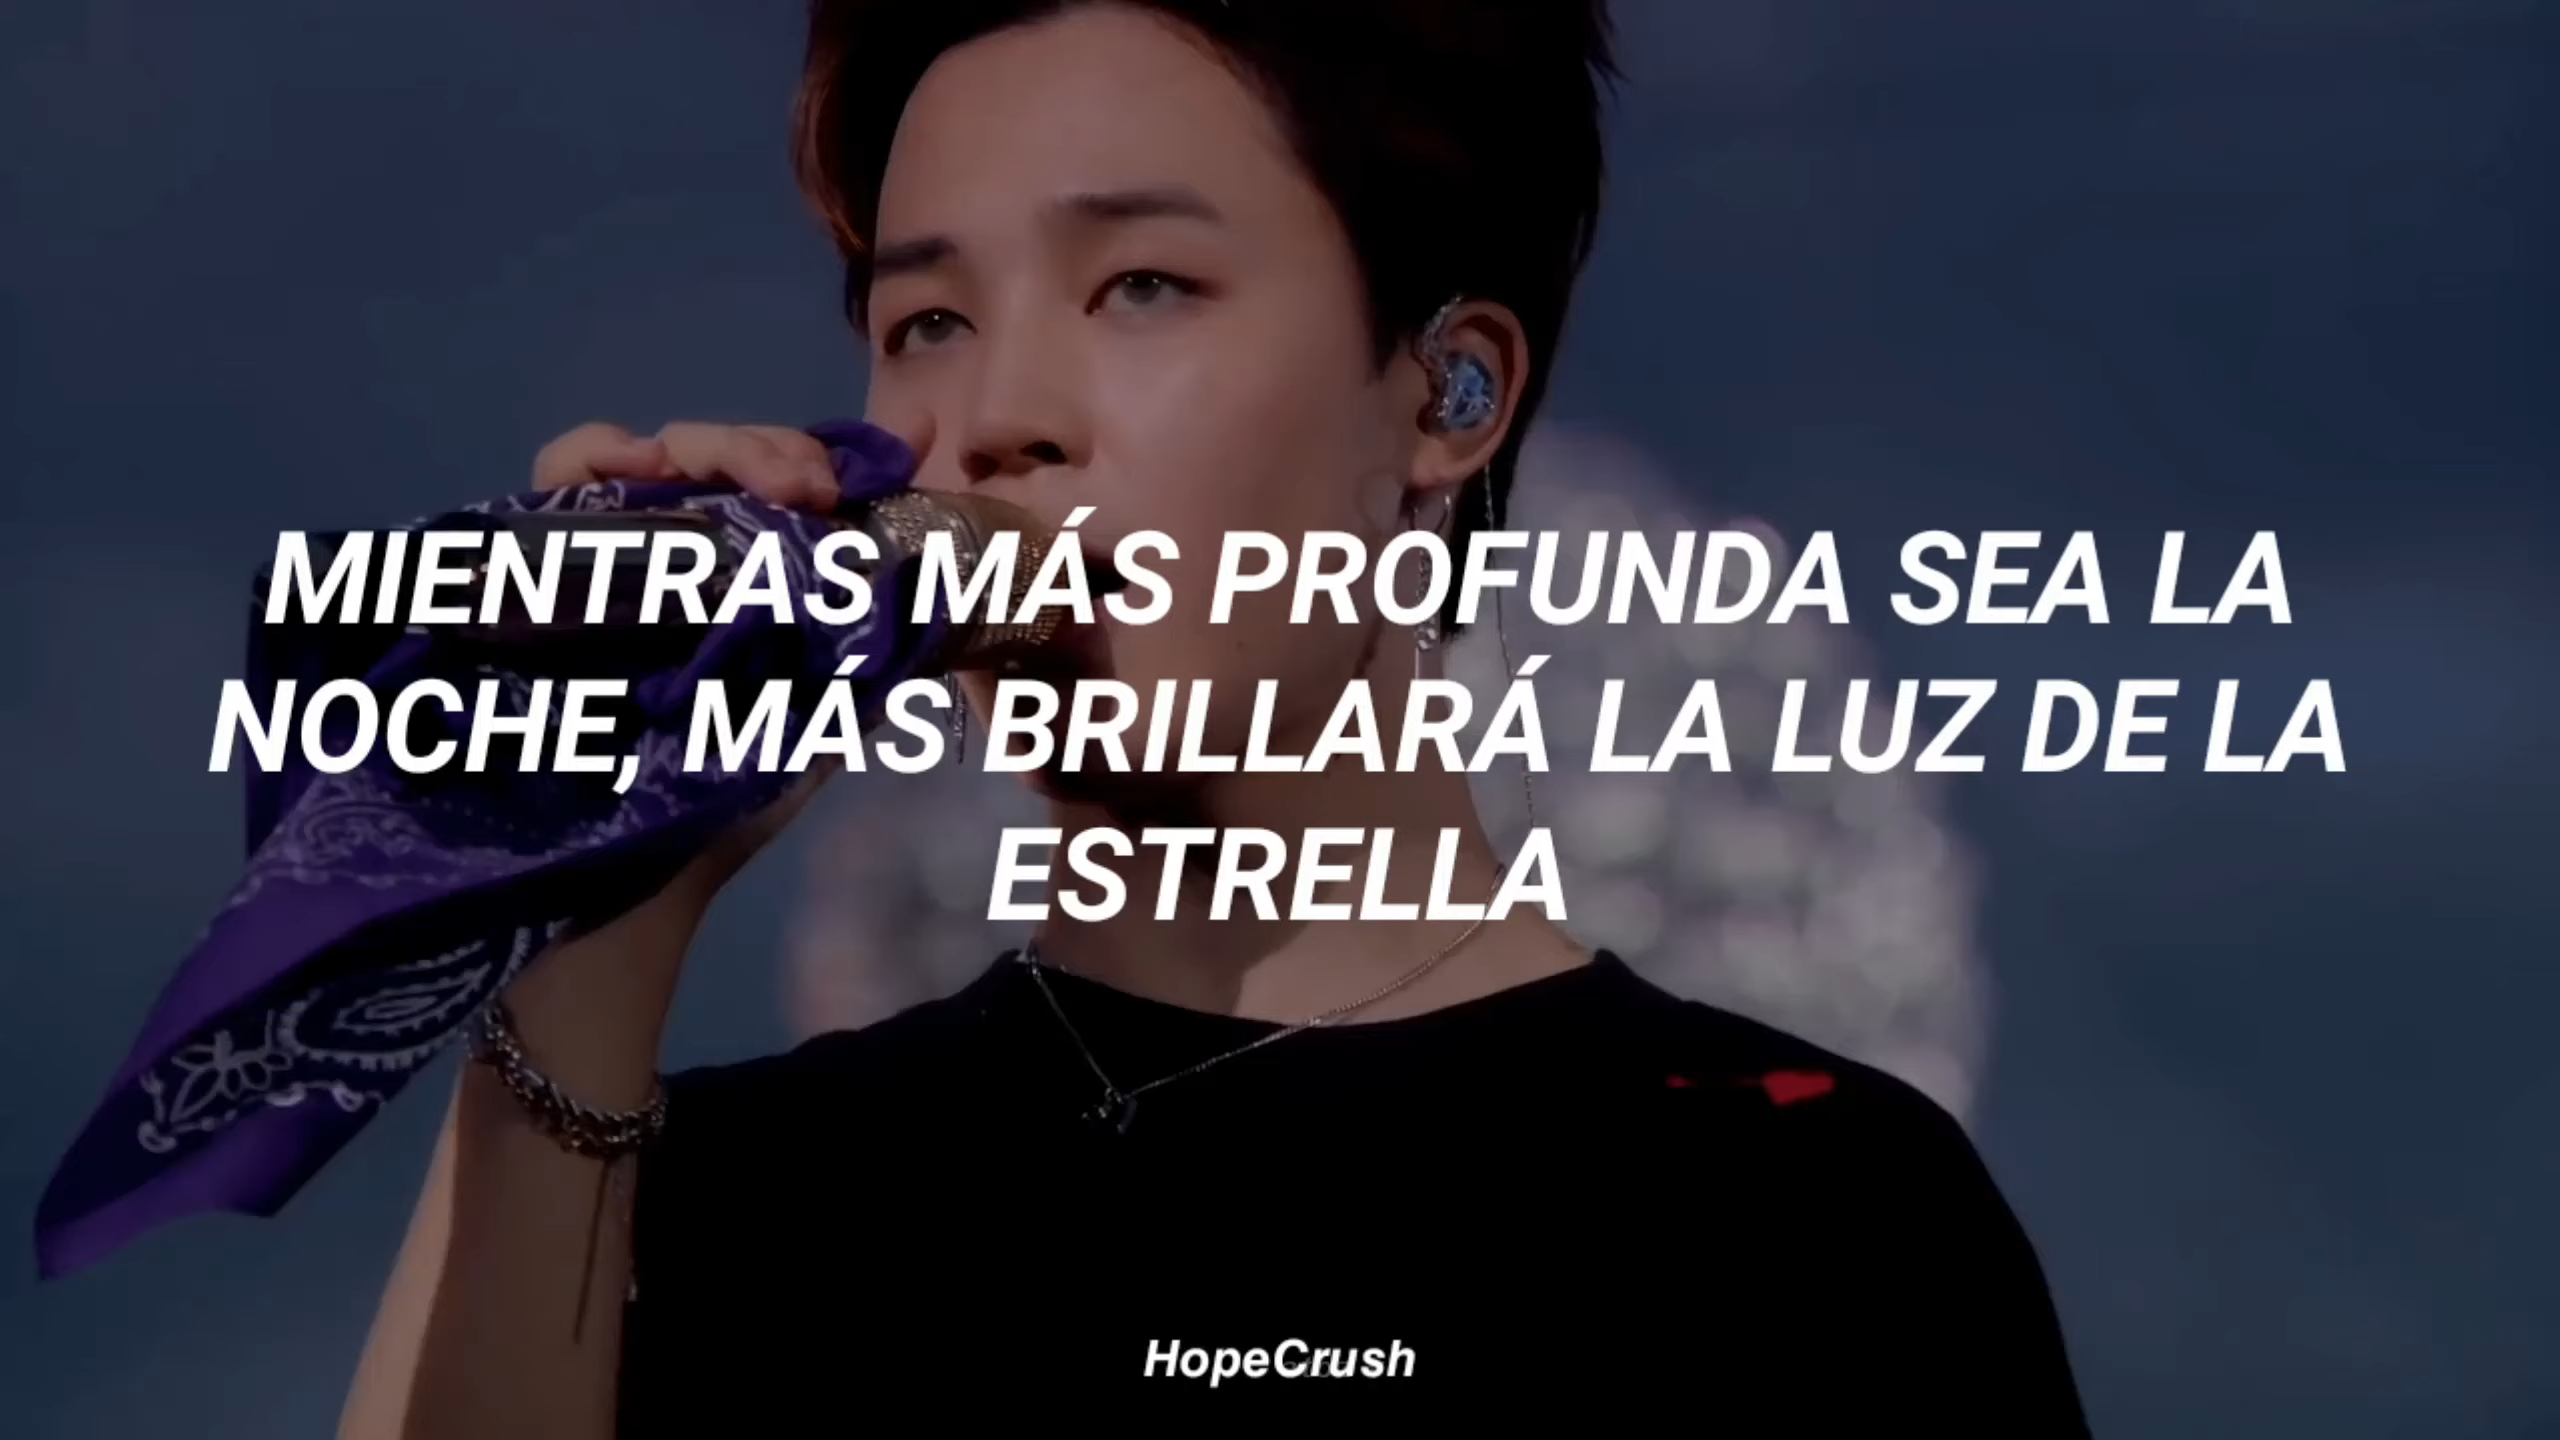 MIENTRAS MÁS PROFUNDA SEA LA
NOCHE, MÁS BRILLARÁ LA LUZ DE LA
ESTRELLA
HopeCrush